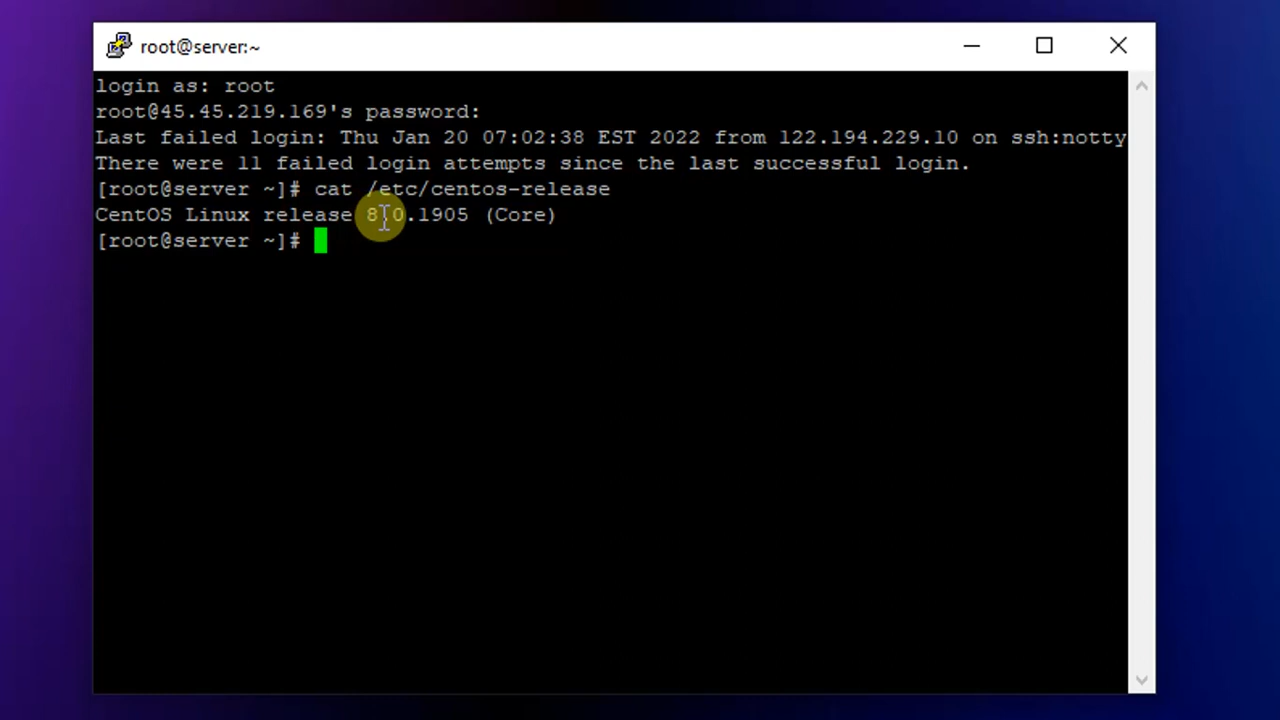 root@server:~
login as: root
root@45.45.219.169's password:
Last failed login: Thu Jan 20 07:02:38 EST 2022 from 122.194.229.10 on ssh:notty
There were 11 failed login attempts since the last successful login.
[root@server ~]# cat /etc/centos-release
CentOS Linux release 8.0.1905 (Core)
[root@server ~]#